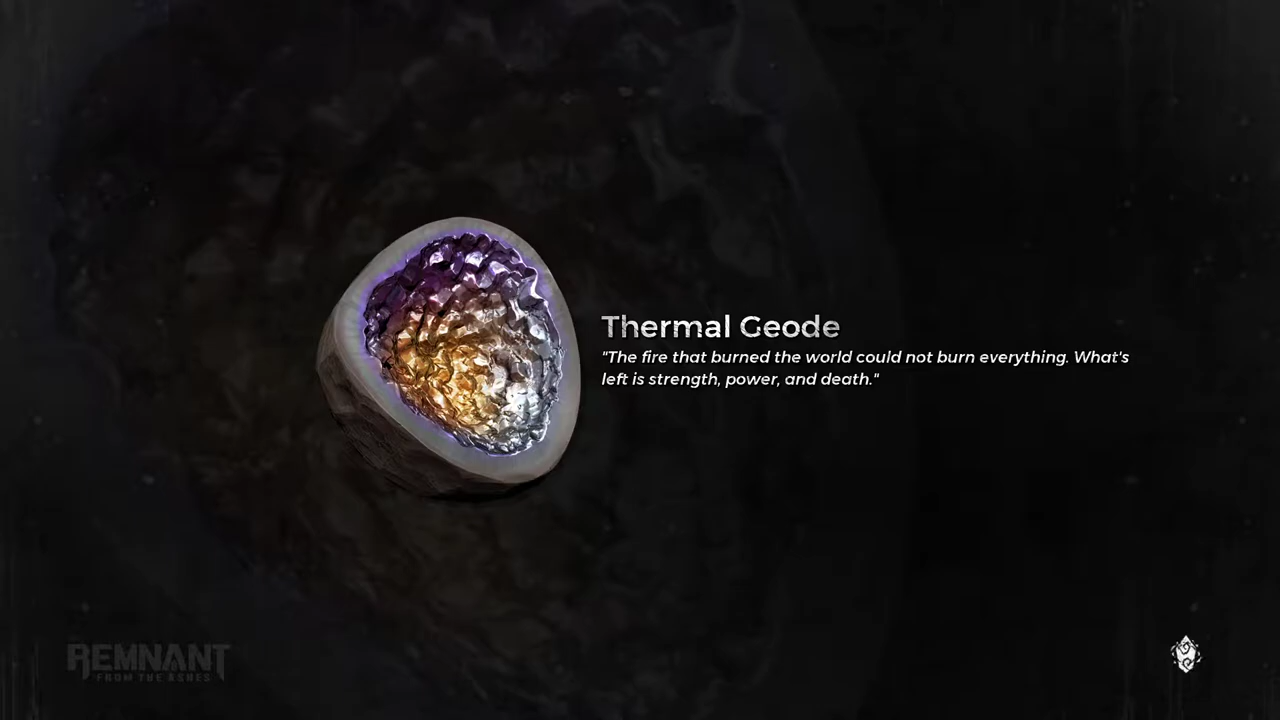 Thermal Geode
"The fire that burned the world could not burn everything. What's
left is strength, power, and death."
REMNANT
FROM THE ASHES